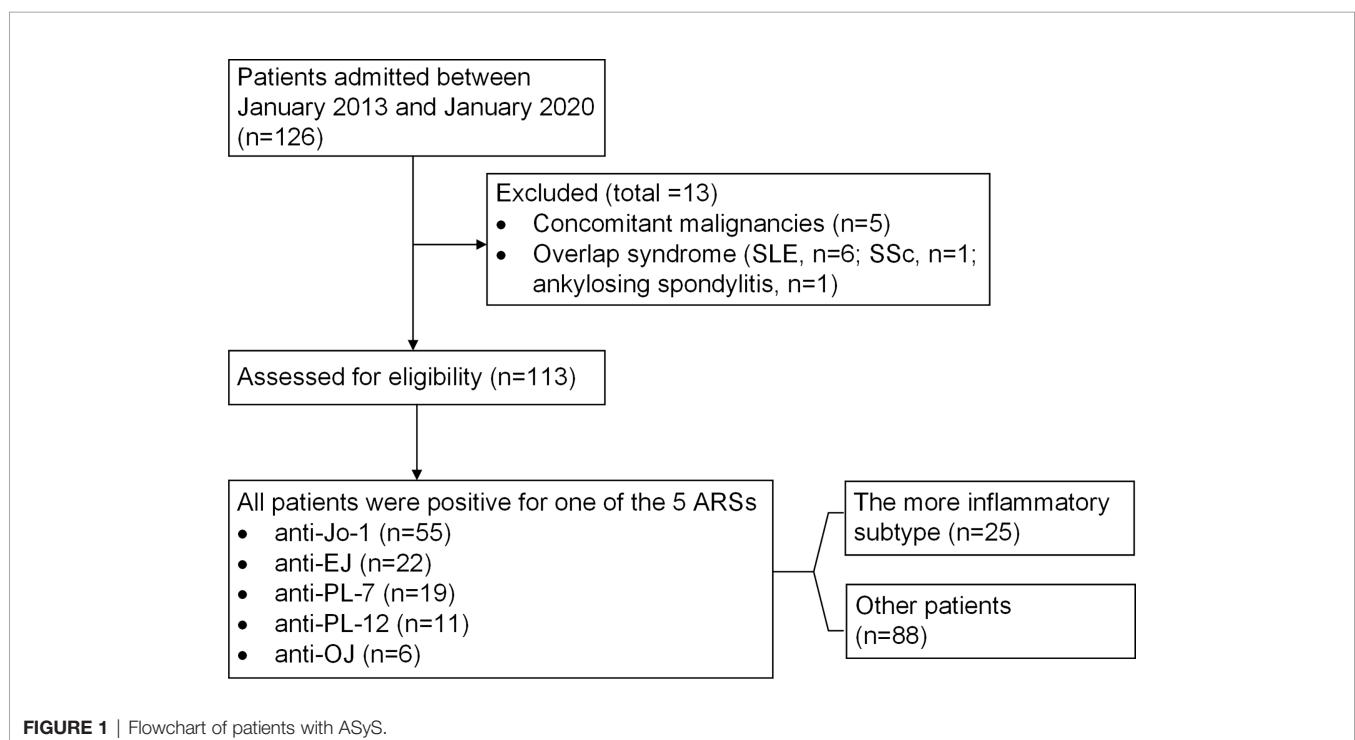 Patients admitted between
January 2013 and January 2020
(n=126)
Excluded (total =13)
• Concomitant malignancies (n=5)
• Overlap syndrome (SLE, n=6; SSc, n=1;
ankylosing spondylitis, n=1)
Assessed for eligibility (n=113)
All patients were positive for one of the 5 ARSs
• anti-Jo-1 (n=55)
• anti-EJ (n=22)
• anti-PL-7 (n=19)
• anti-PL-12 (n=11)
• anti-OJ (n=6)
The more inflammatory
subtype (n=25)
Other patients
(n=88)
FIGURE 1 | Flowchart of patients with ASyS.